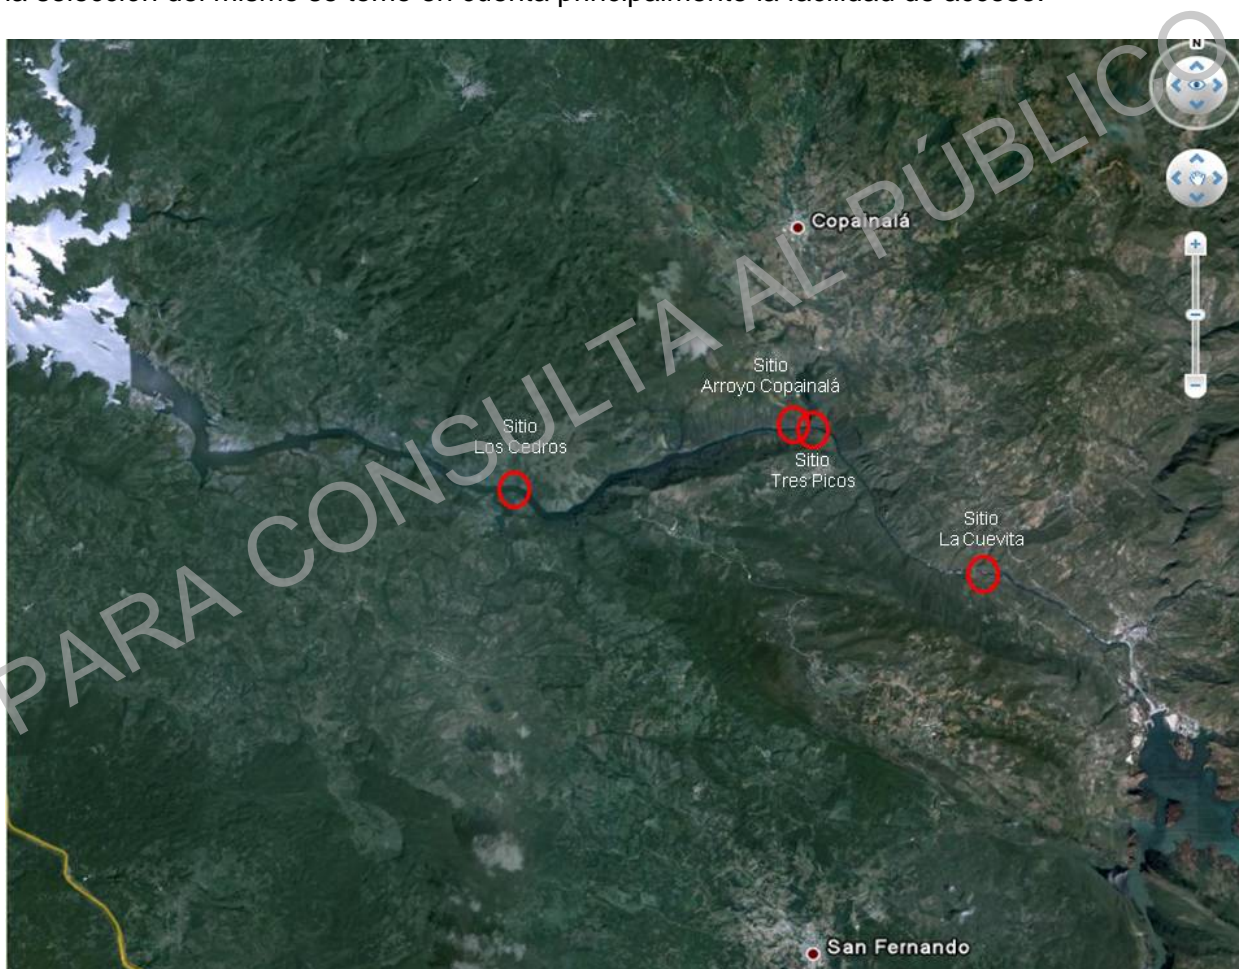 la selección del mismo se tomó en cuenta principalmente la facilidad de acceso.
N
Copainalá
PARA CONSULTA AL PÚBLICO
Sitio
Arroyo Copainalá
Sitio
Los Cedros
Sitio
Tres Picos
Sitio
La Cuevita
San Fernando